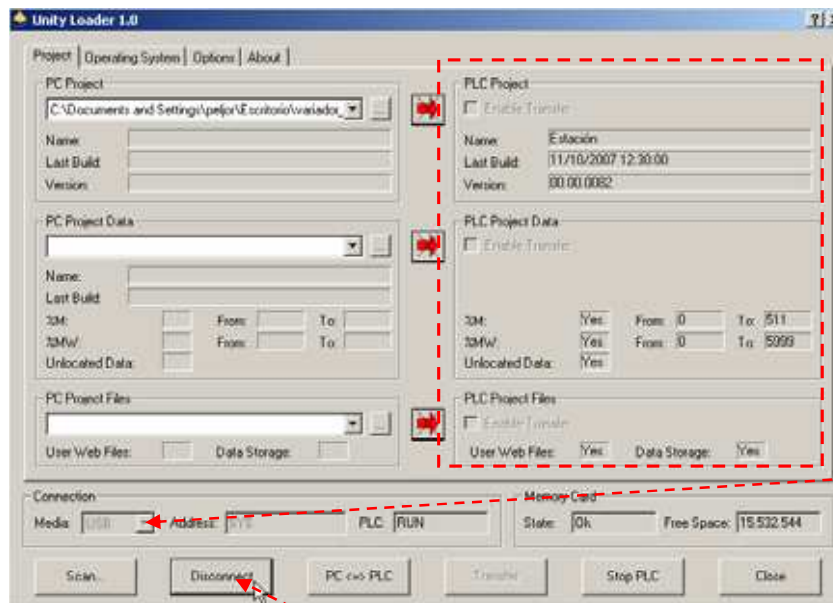 Unity Loader 1.0
Project Operating System Options About
PC Project
C:\Documents and Settings\peljor\Escritorio\variador_
Name:
Last Build:
Version:
PLC Project
Enable Transfer
Name: Estación
Last Build: 11/10/2007 12:30:00
Version: 00.00.0082
PC Project Data
Name:
Last Build:
%M: From: To:
%MW: From: To:
Unlocated Data:
PLC Project Data
Enable Transfer
%M: Yes From: 0 To: 511
%MW: Yes From: 0 To: 5999
Unlocated Data: Yes
PC Project Files
User Web Files: Data Storage:
PLC Project Files
Enable Transfer
User Web Files: Yes Data Storage: Yes
Connection
Media: USB Address: SYS PLC: RUN
Memory Card
State: Ok Free Space: 15.532.544
Scan... Disconnect PC <=> PLC Transfer Stop PLC Close